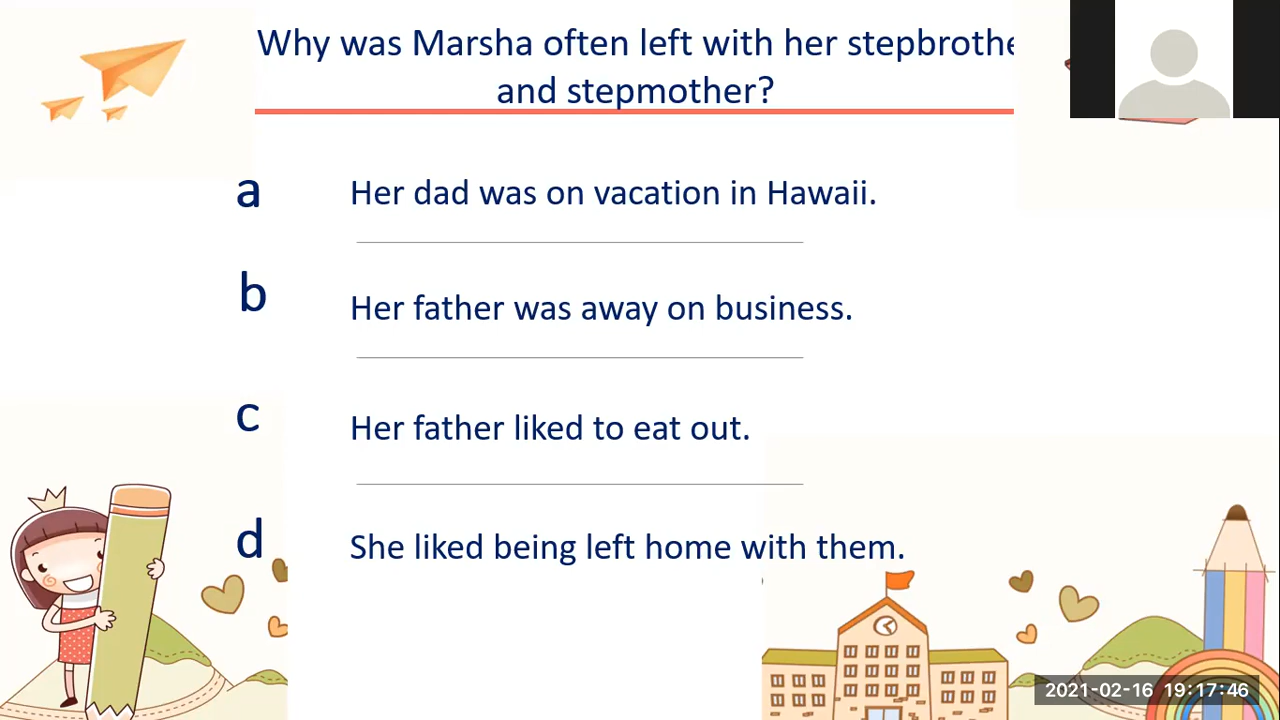 Why was Marsha often left with her stepbrothe
and stepmother?
a Her dad was on vacation in Hawaii.
b Her father was away on business.
c Her father liked to eat out.
d She liked being left home with them.
2021-02-16 19:17:46